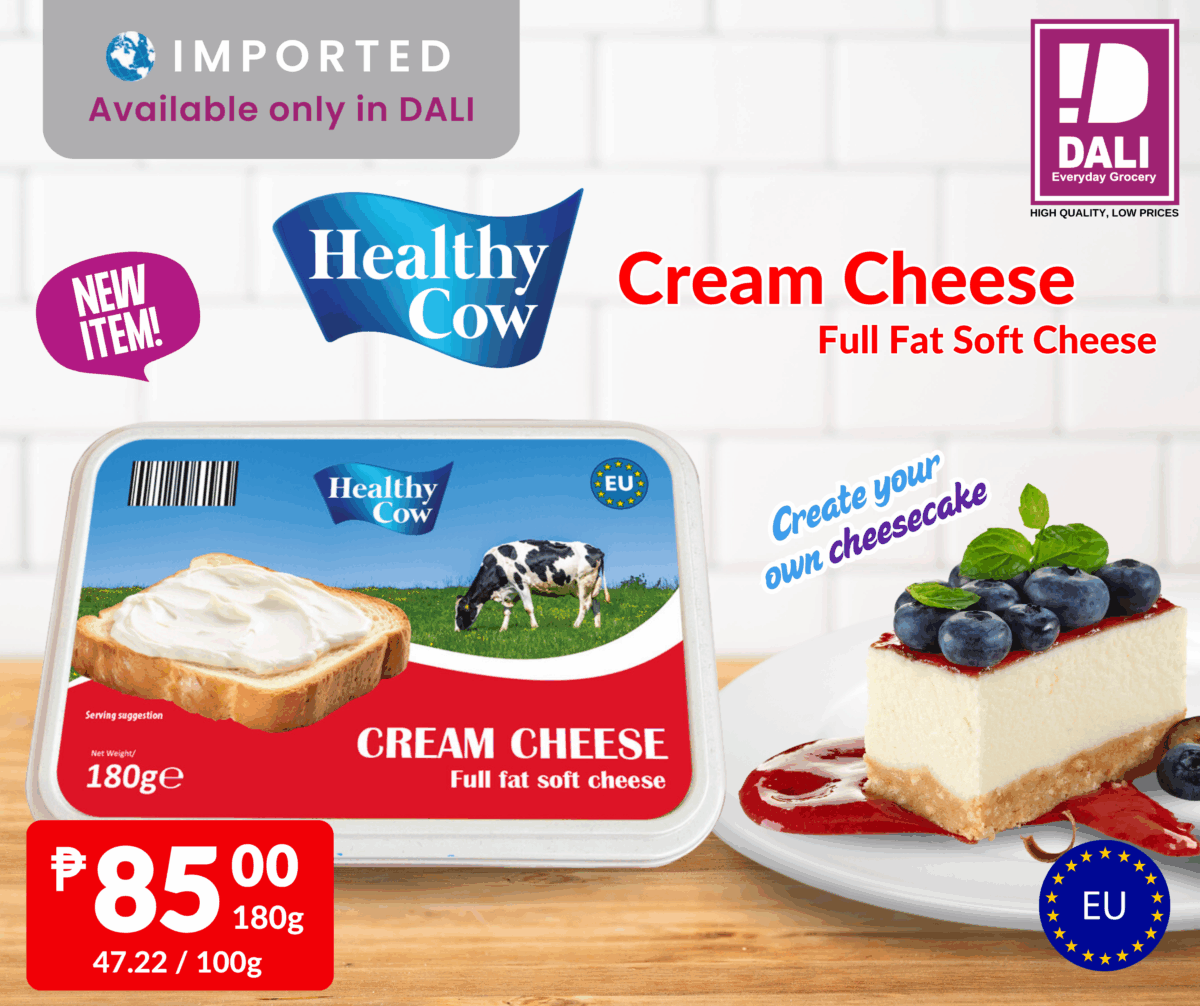 IMPORTED
Available only in DALI
DALI
Everyday Grocery
HIGH QUALITY, LOW PRICES
NEW
ITEM!
Healthy
Cow
Cream Cheese
Full Fat Soft Cheese
Healthy
Cow
EU
Create your
own cheesecake
Serving suggestion
Net Weight/
180g℮
CREAM CHEESE
Full fat soft cheese
₱8500
180g
47.22 / 100g
EU